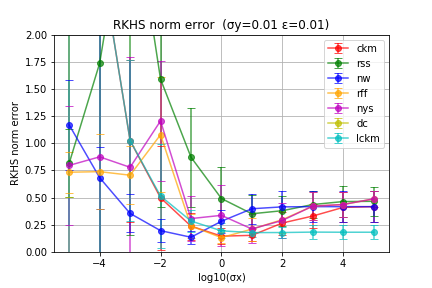 RKHS norm error  (σy=0.01 ε=0.01)
RKHS norm error
2.00
1.75
1.50
1.25
1.00
0.75
0.50
0.25
0.00
ckm
rss
nw
rff
nys
dc
lckm
−4
−2
0
2
4
log10(σx)